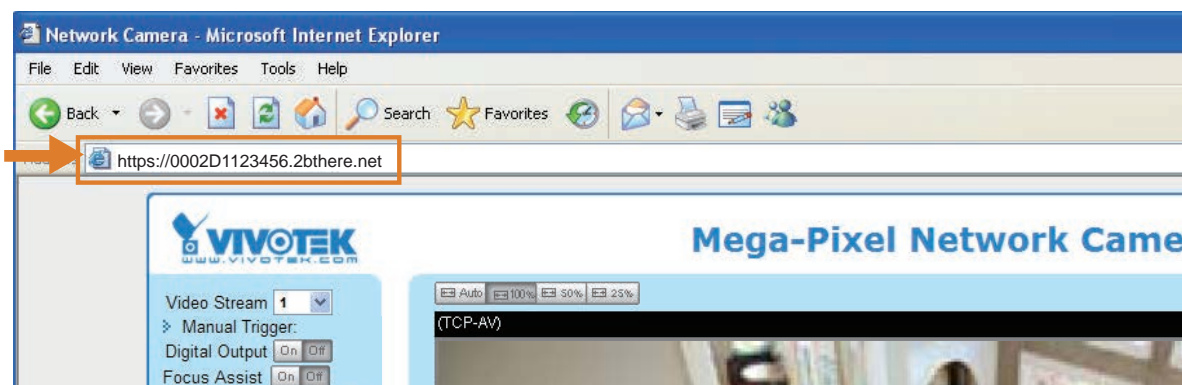 Network Camera - Microsoft Internet Explorer
File Edit View Favorites Tools Help
Back Search Favorites
https://0002D1123456.2bthere.net
VIVOTEK
www.vivotek.com
Mega-Pixel Network Came
Auto 100% 50% 25%
Video Stream 1
(TCP-AV)
Manual Trigger:
Digital Output On Off
Focus Assist On Off